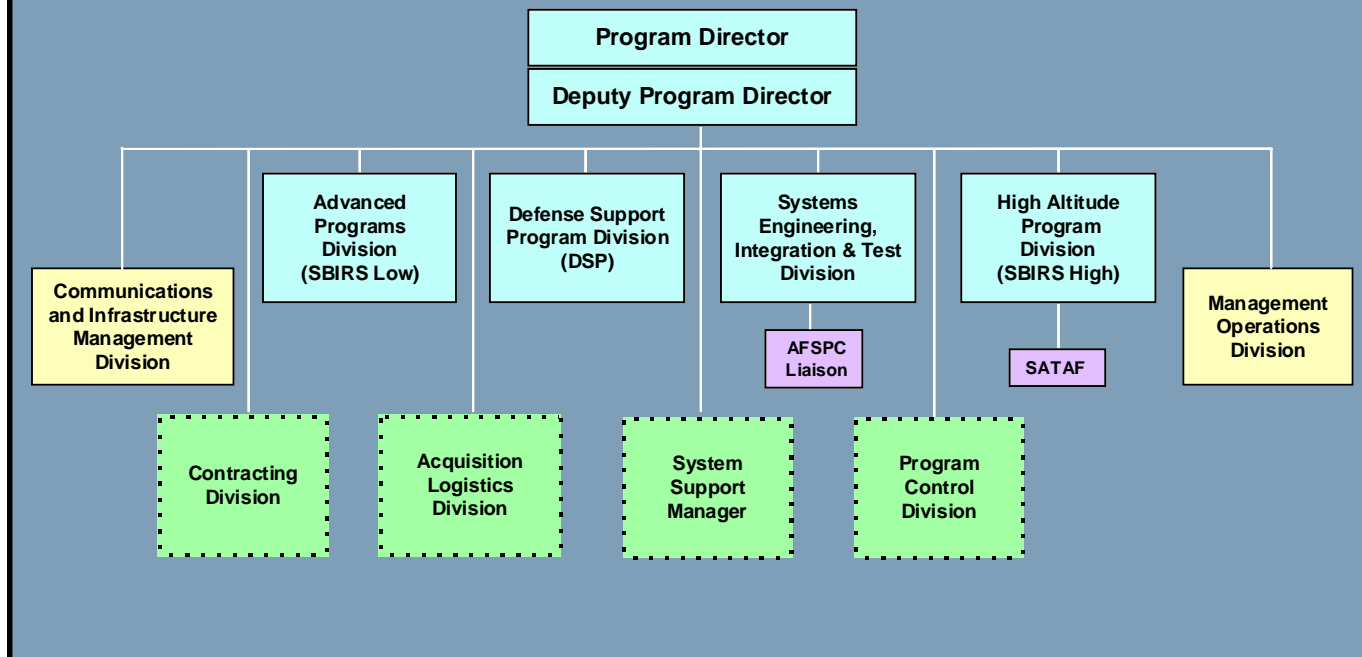 Program Director
Deputy Program Director
Advanced
Programs
Division
(SBIRS Low)
Defense Support
Program Division
(DSP)
Systems
Engineering,
Integration & Test
Division
High Altitude
Program
Division
(SBIRS High)
Communications
and Infrastructure
Management
Division
Management
Operations
Division
AFSPC
Liaison
SATAF
Contracting
Division
Acquisition
Logistics
Division
System
Support
Manager
Program
Control
Division